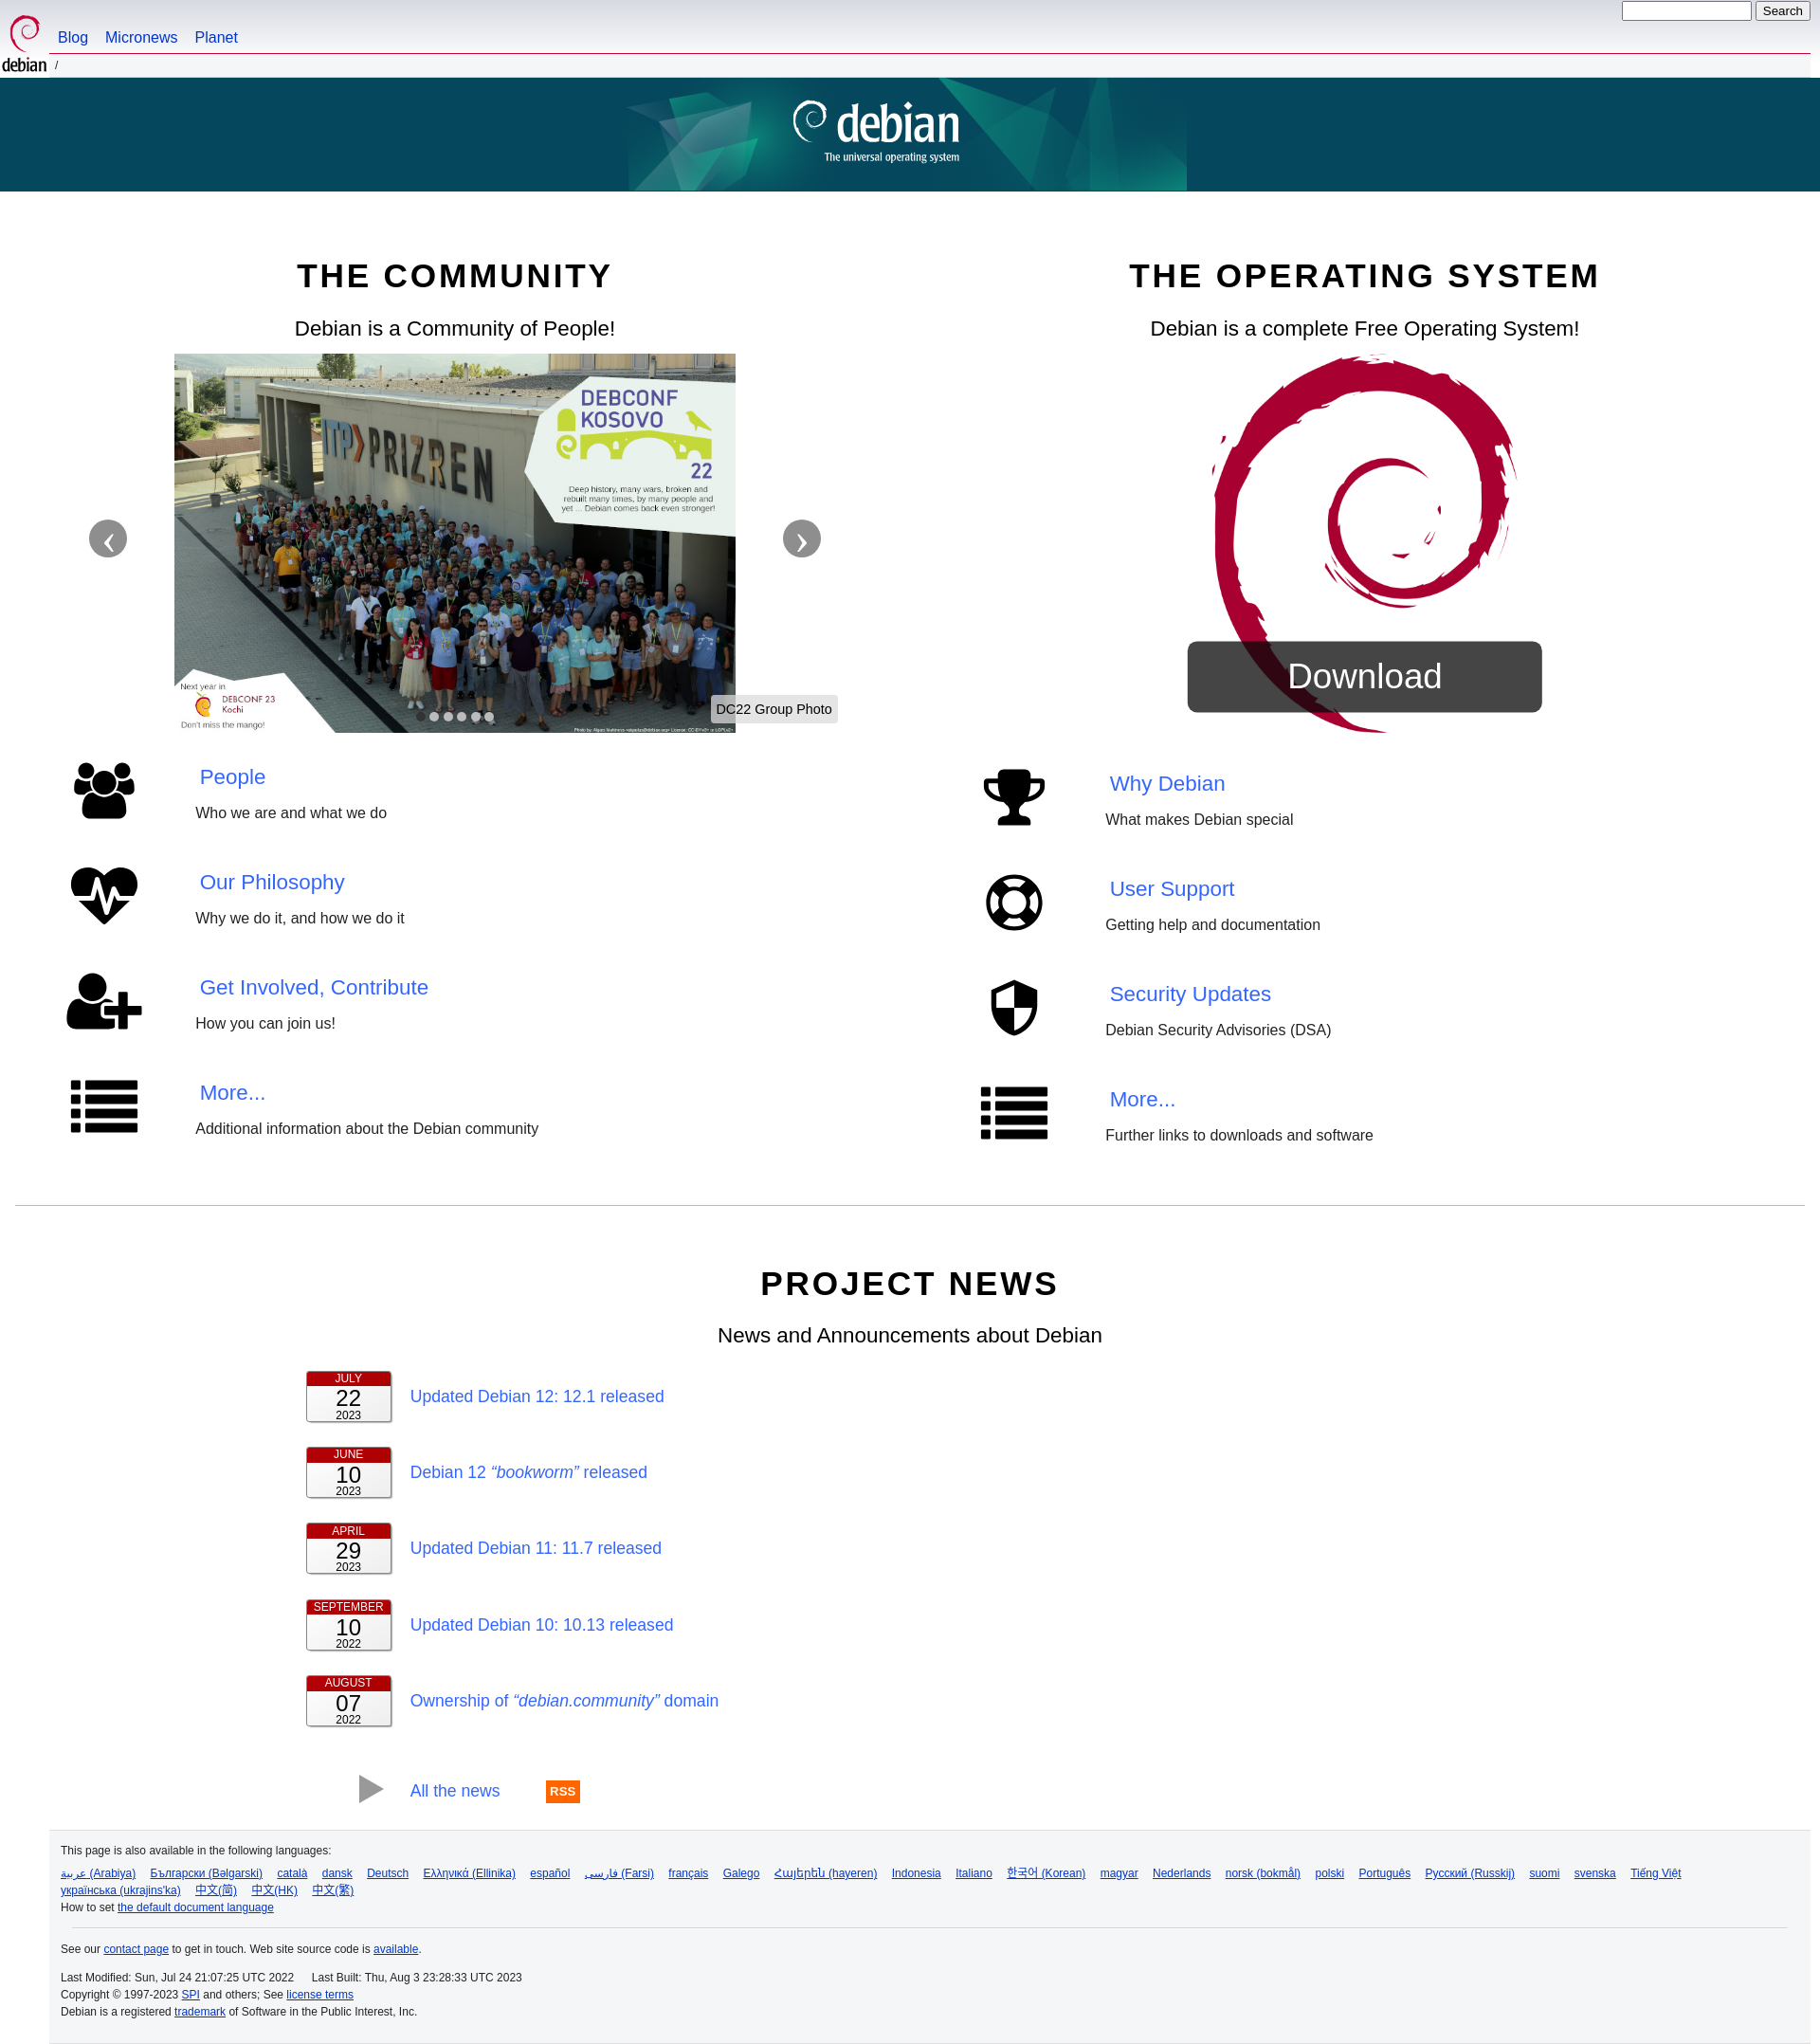 Search
Blog Micronews Planet
debian /
debian
The universal operating system
THE COMMUNITY
Debian is a Community of People!
ITP>PRIZREN
DEBCONF
KOSOVO
22
Deep history, many wars, broken and
rebuilt many times, by many people and
yet ... Debian comes back even stronger!
‹
›
Next year in
DEBCONF 23
Kochi
Don't miss the mango!
DC22 Group Photo
People
Who we are and what we do
Our Philosophy
Why we do it, and how we do it
Get Involved, Contribute
How you can join us!
More...
Additional information about the Debian community
THE OPERATING SYSTEM
Debian is a complete Free Operating System!
Download
Why Debian
What makes Debian special
User Support
Getting help and documentation
Security Updates
Debian Security Advisories (DSA)
More...
Further links to downloads and software
PROJECT NEWS
News and Announcements about Debian
JULY
22
2023
Updated Debian 12: 12.1 released
JUNE
10
2023
Debian 12 “bookworm” released
APRIL
29
2023
Updated Debian 11: 11.7 released
SEPTEMBER
10
2022
Updated Debian 10: 10.13 released
AUGUST
07
2022
Ownership of “debian.community” domain
All the news RSS
This page is also available in the following languages:
عربية (Arabiya) Български (Bəlgarski) català dansk Deutsch Ελληνικά (Ellinika) español فارسی (Farsi) français Galego Հայերեն (hayeren) Indonesia Italiano 한국어 (Korean) magyar Nederlands norsk (bokmål) polski Português Русский (Russkij) suomi svenska Tiếng Việt
українська (ukrajins'ka) 中文(简) 中文(HK) 中文(繁)
How to set the default document language
See our contact page to get in touch. Web site source code is available.
Last Modified: Sun, Jul 24 21:07:25 UTC 2022 Last Built: Thu, Aug 3 23:28:33 UTC 2023
Copyright © 1997-2023 SPI and others; See license terms
Debian is a registered trademark of Software in the Public Interest, Inc.